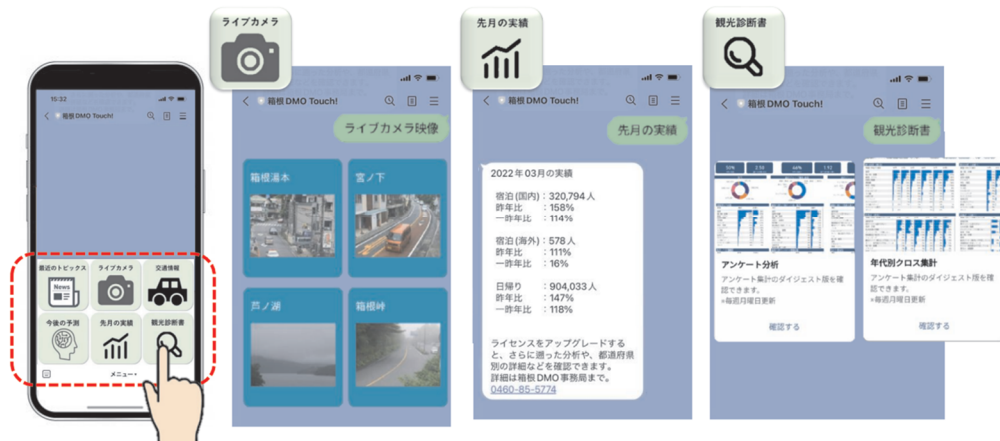 15:32
箱根DMO Touch!
最近のトピックス
ライブカメラ
交通情報
News
今後の予測
先月の実績
観光診断書
メニュー
ライブカメラ
箱根DMO Touch!
ライブカメラ映像
箱根湯本
宮ノ下
芦ノ湖
箱根峠
先月の実績
箱根DMO Touch!
先月の実績
2022年03月の実績
宿泊(国内):320,794人
昨年比 :158%
一昨年比 :114%
宿泊(海外):578人
昨年比 :111%
一昨年比 :16%
日帰り :904,033人
昨年比 :147%
一昨年比 :118%
ライセンスをアップグレードする
と、さらに遡った分析や、都道府県
別の詳細などを確認できます。
詳細は箱根DMO事務局まで。
0460-85-5774
観光診断書
箱根DMO Touch!
観光診断書
アンケート分析
アンケート集計のダイジェスト版を確
認できます。
»毎週月曜日更新
確認する
年代別クロス集計
アンケート集計のダイジェスト版を確
認できます。
»毎週月曜日更新
確認する